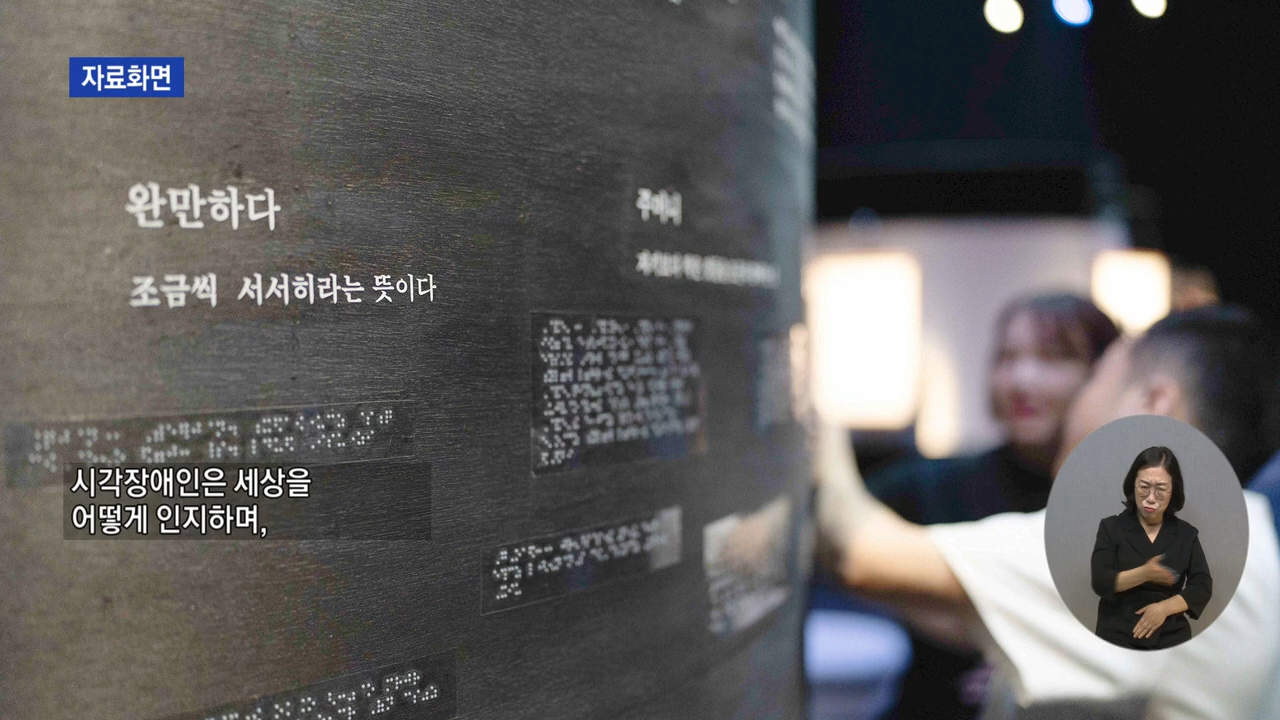 자료화면
완만하다
조금씩 서서히라는 뜻이다
주머니
시각장애인은 세상을
어떻게 인지하며,